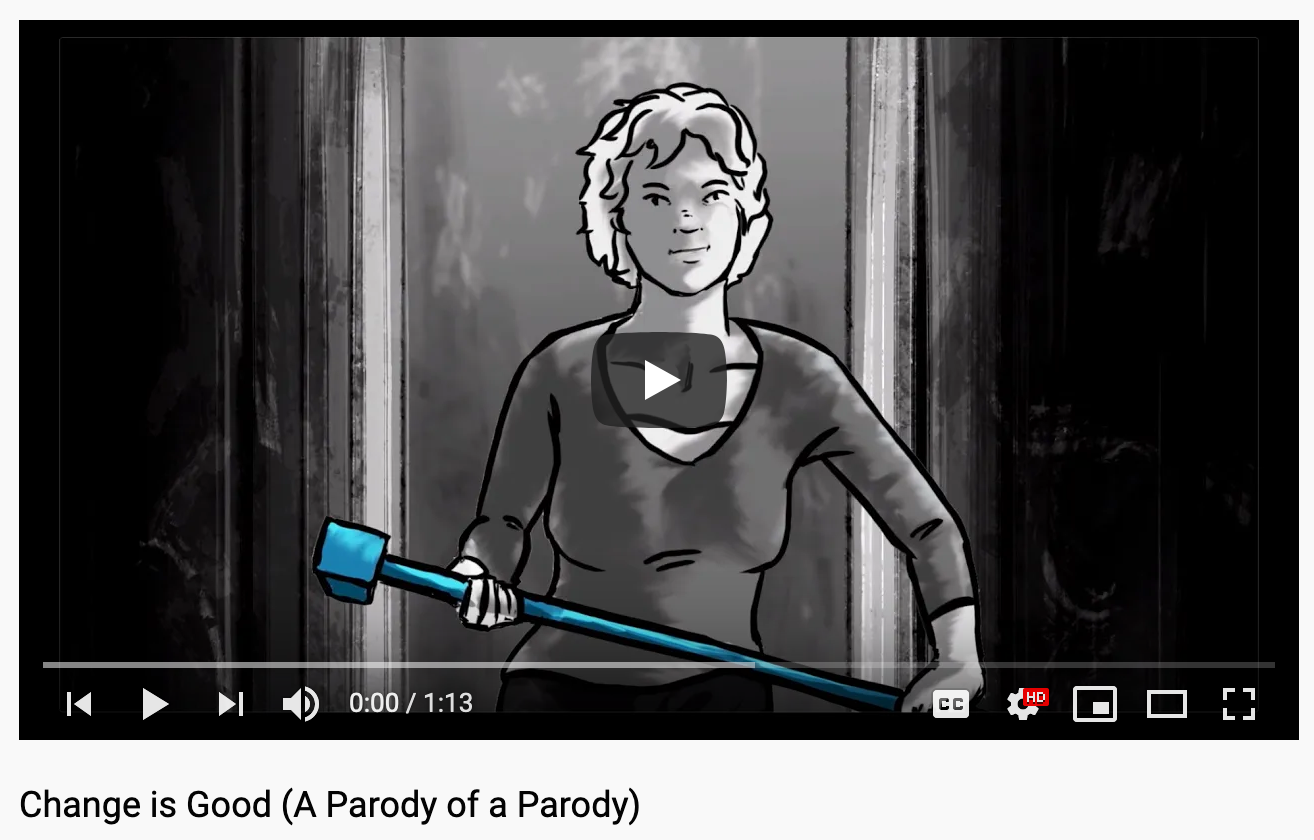 0:00 / 1:13
CC
HD
Change is Good (A Parody of a Parody)